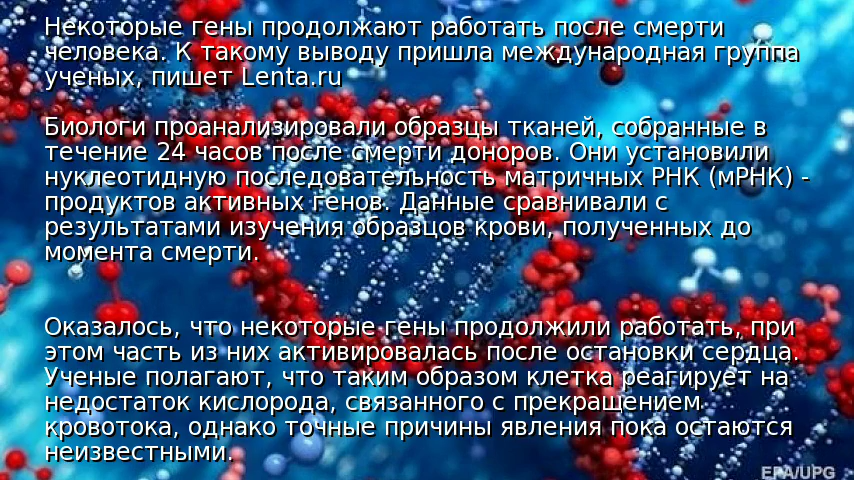 Некоторые гены продолжают работать после смерти
человека. К такому выводу пришла международная группа
ученых, пишет Lenta.ru
Биологи проанализировали образцы тканей, собранные в
течение 24 часов после смерти доноров. Они установили
нуклеотидную последовательность матричных РНК (мРНК) -
продуктов активных генов. Данные сравнивали с
результатами изучения образцов крови, полученных до
момента смерти.
Оказалось, что некоторые гены продолжили работать, при
этом часть из них активировалась после остановки сердца.
Ученые полагают, что таким образом клетка реагирует на
недостаток кислорода, связанного с прекращением
кровотока, однако точные причины явления пока остаются
неизвестными.
EPA/UPG